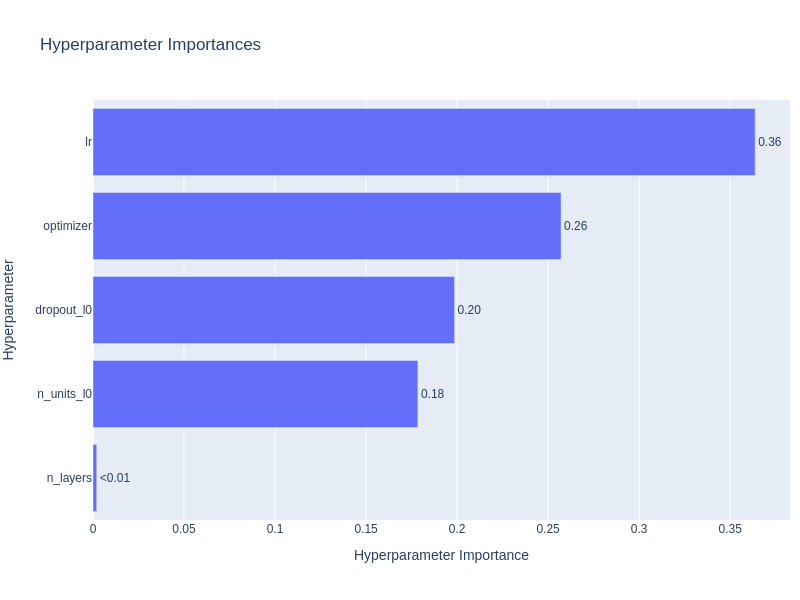 Hyperparameter Importances
lr
0.36
optimizer
0.26
dropout_l0
0.20
n_units_l0
0.18
n_layers
<0.01
0 0.05 0.1 0.15 0.2 0.25 0.3 0.35
Hyperparameter Importance
Hyperparameter